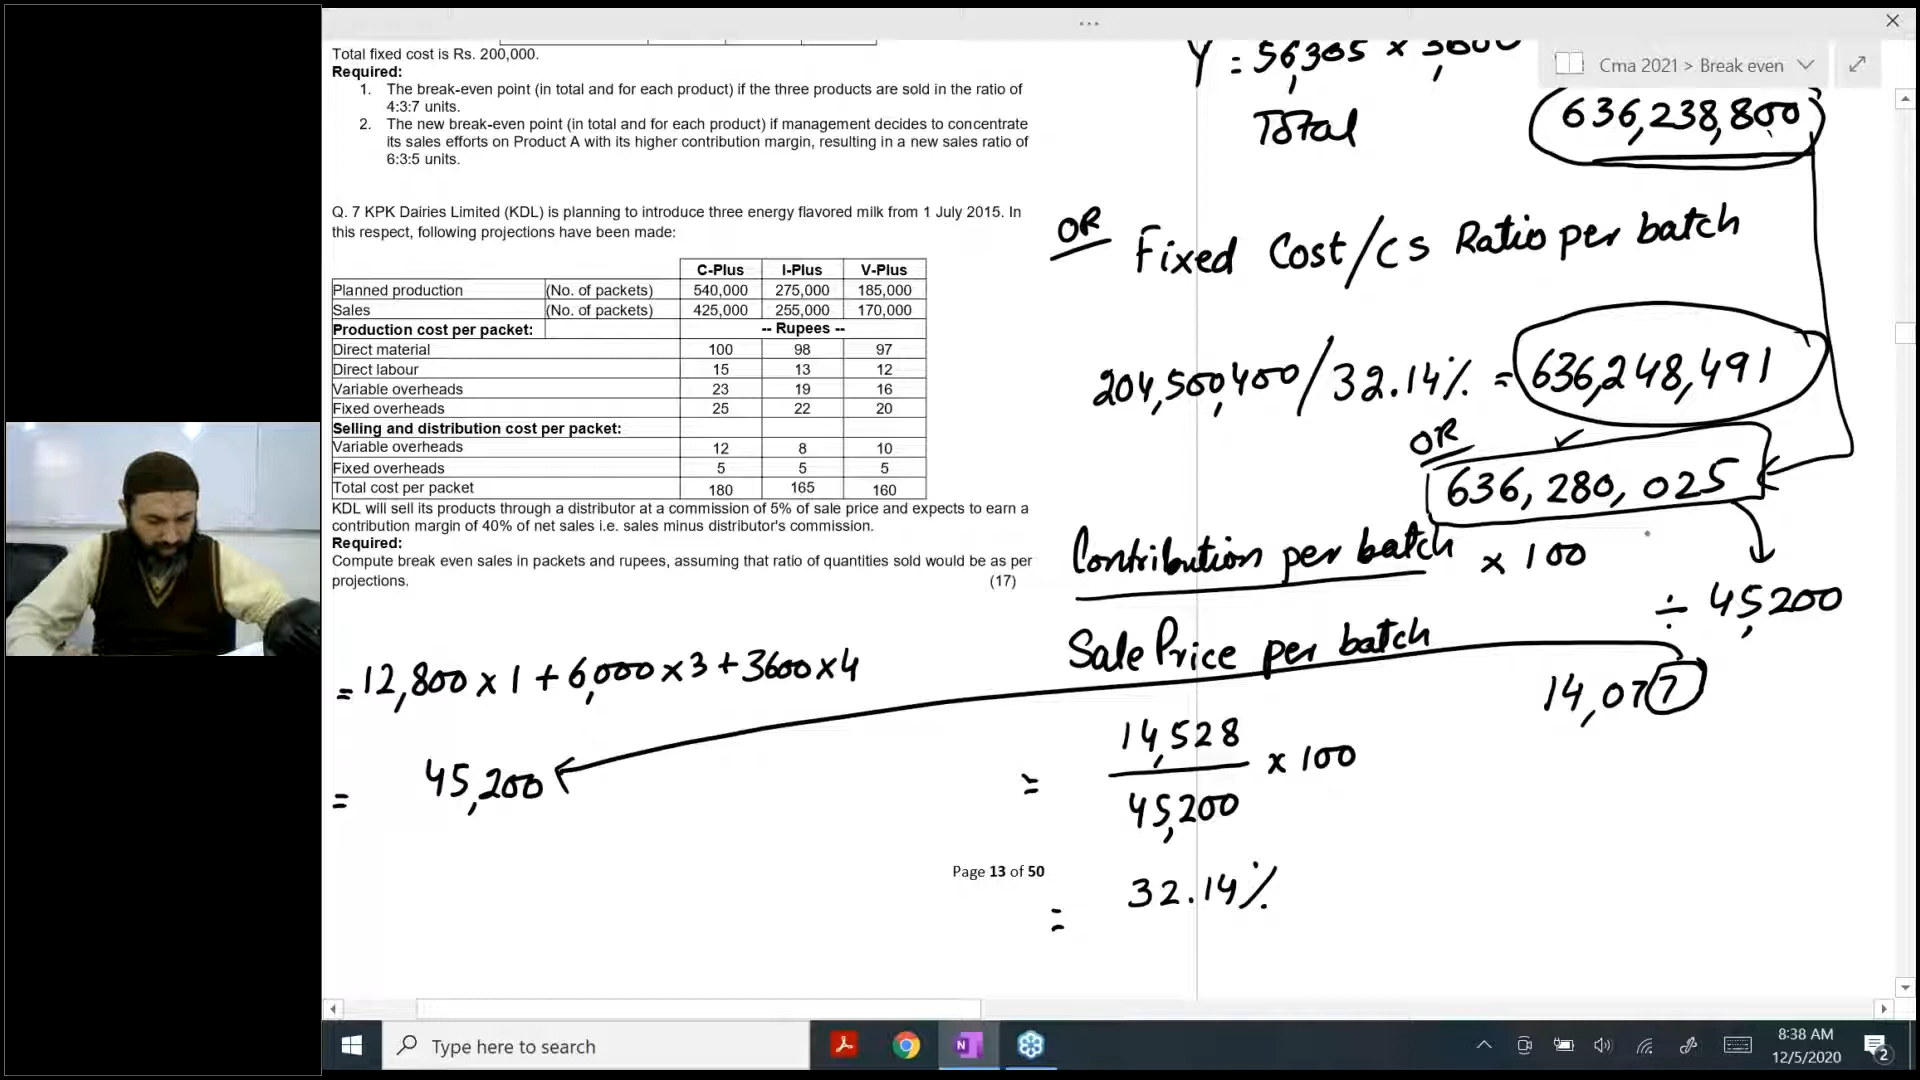 Total fixed cost is Rs. 200,000.
Required:
1. The break-even point (in total and for each product) if the three products are sold in the ratio of
4:3:7 units.
2. The new break-even point (in total and for each product) if management decides to concentrate
its sales efforts on Product A with its higher contribution margin, resulting in a new sales ratio of
6:3:5 units.
Q. 7 KPK Dairies Limited (KDL) is planning to introduce three energy flavored milk from 1 July 2015. In
this respect, following projections have been made:
C-Plus I-Plus V-Plus
Planned production (No. of packets) 540,000 275,000 185,000
Sales (No. of packets) 425,000 255,000 170,000
Production cost per packet: -- Rupees --
Direct material 100 98 97
Direct labour 15 13 12
Variable overheads 23 19 16
Fixed overheads 25 22 20
Selling and distribution cost per packet:
Variable overheads 12 8 10
Fixed overheads 5 5 5
Total cost per packet 180 165 160
KDL will sell its products through a distributor at a commission of 5% of sale price and expects to earn a
contribution margin of 40% of net sales i.e. sales minus distributor's commission.
Required:
Compute break even sales in packets and rupees, assuming that ratio of quantities sold would be as per
projections. (17)
= 12,800 x 1 + 6,000 x 3 + 3600 x 4
= 45,200
Page 13 of 50
Y = 56,305 x 3600
Total 636,238,800
OR Fixed Cost/CS Ratio per batch
204,500,400/32.14% = 636,248,491
OR
636,280,025
Contribution per batch x 100
Sale Price per batch
÷ 45,200
14,077
= 14,528
45,200
x 100
= 32.14%
Cma 2021 > Break even
Type here to search
8:38 AM
12/5/2020
2